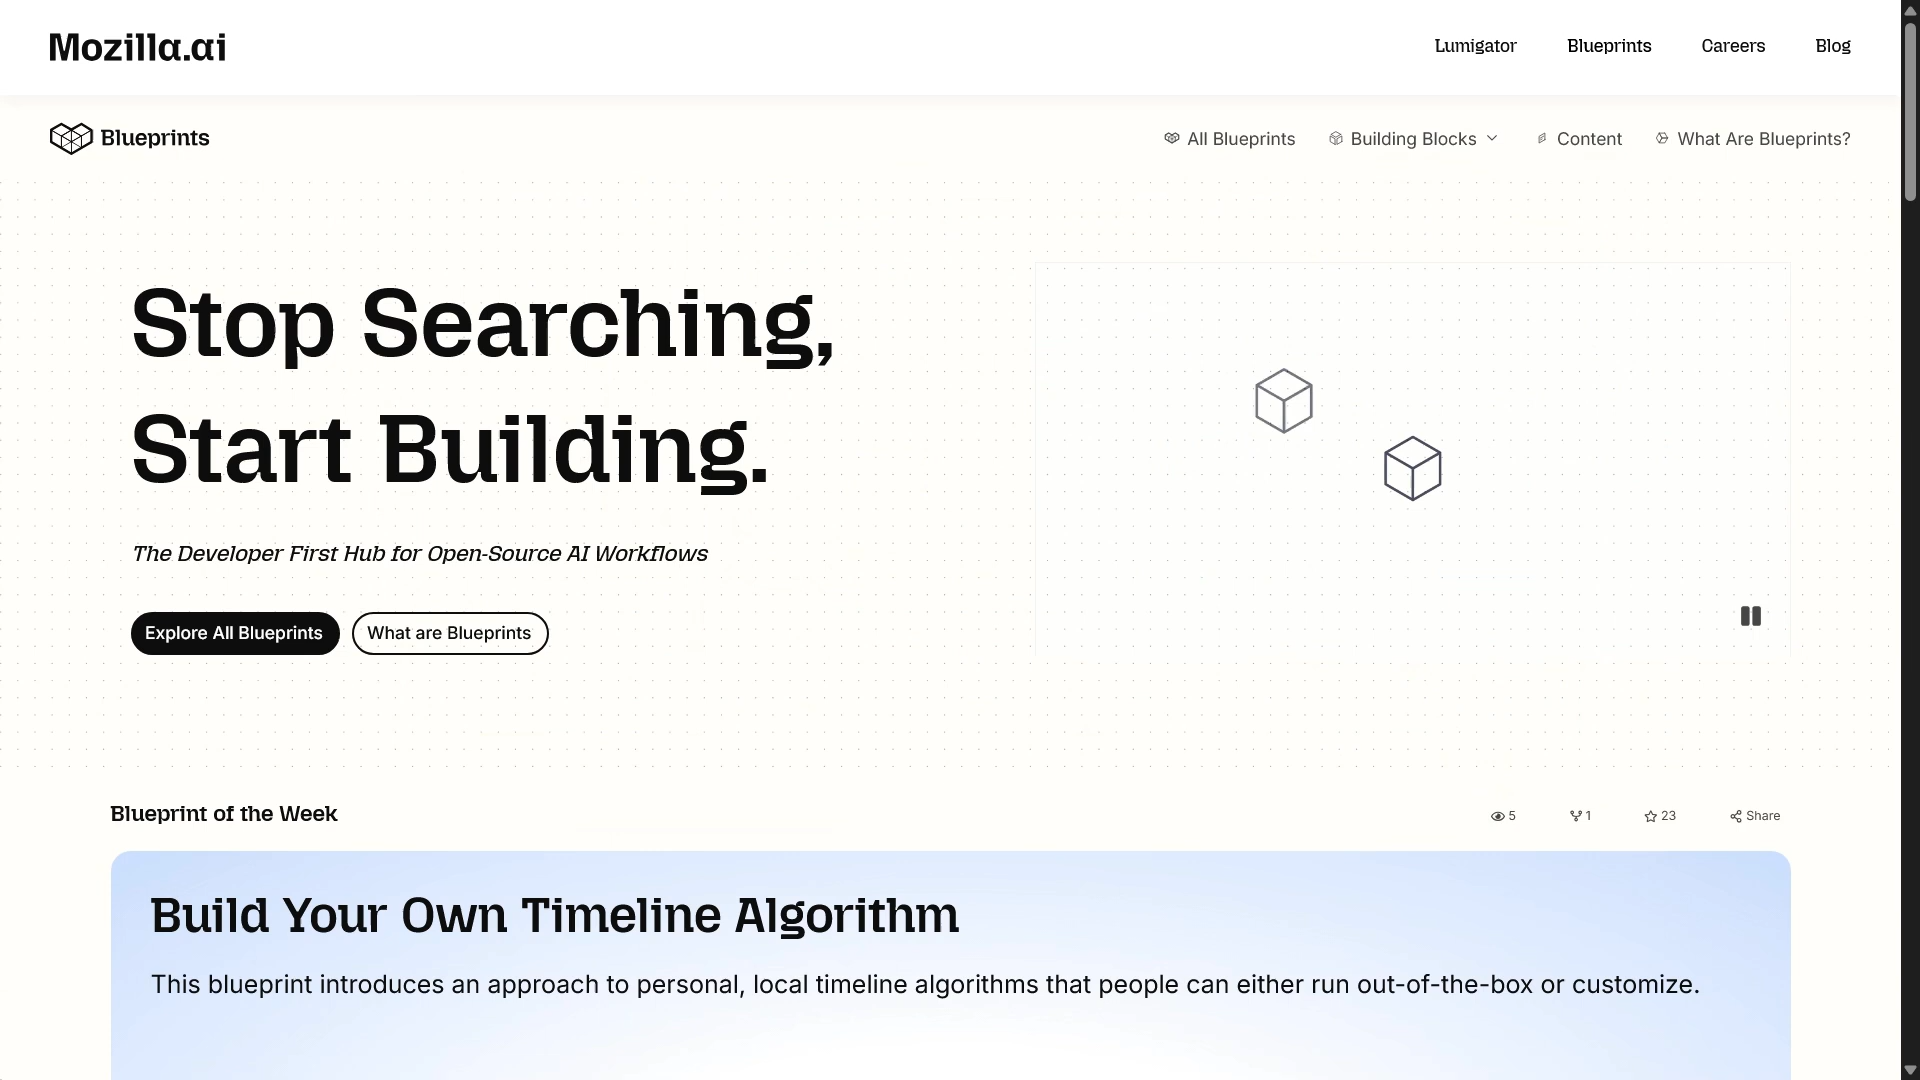 Mozilla.ai
Lumigator Blueprints Careers Blog
Blueprints
All Blueprints Building Blocks Content What Are Blueprints?
Stop Searching,
Start Building.
The Developer First Hub for Open-Source AI Workflows
Explore All Blueprints What are Blueprints
Blueprint of the Week
5 1 23 Share
Build Your Own Timeline Algorithm
This blueprint introduces an approach to personal, local timeline algorithms that people can either run out-of-the-box or customize.